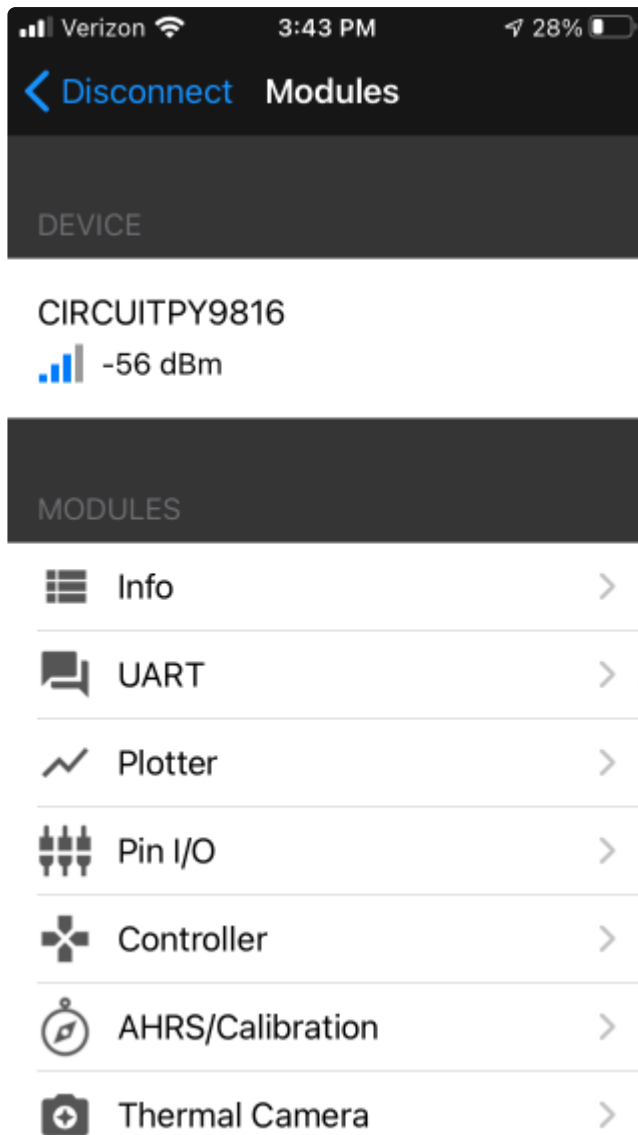 Verizon 3:43 PM 28%
Disconnect Modules
DEVICE
CIRCUITPY9816
-56 dBm
MODULES
Info
UART
Plotter
Pin I/O
Controller
AHRS/Calibration
Thermal Camera